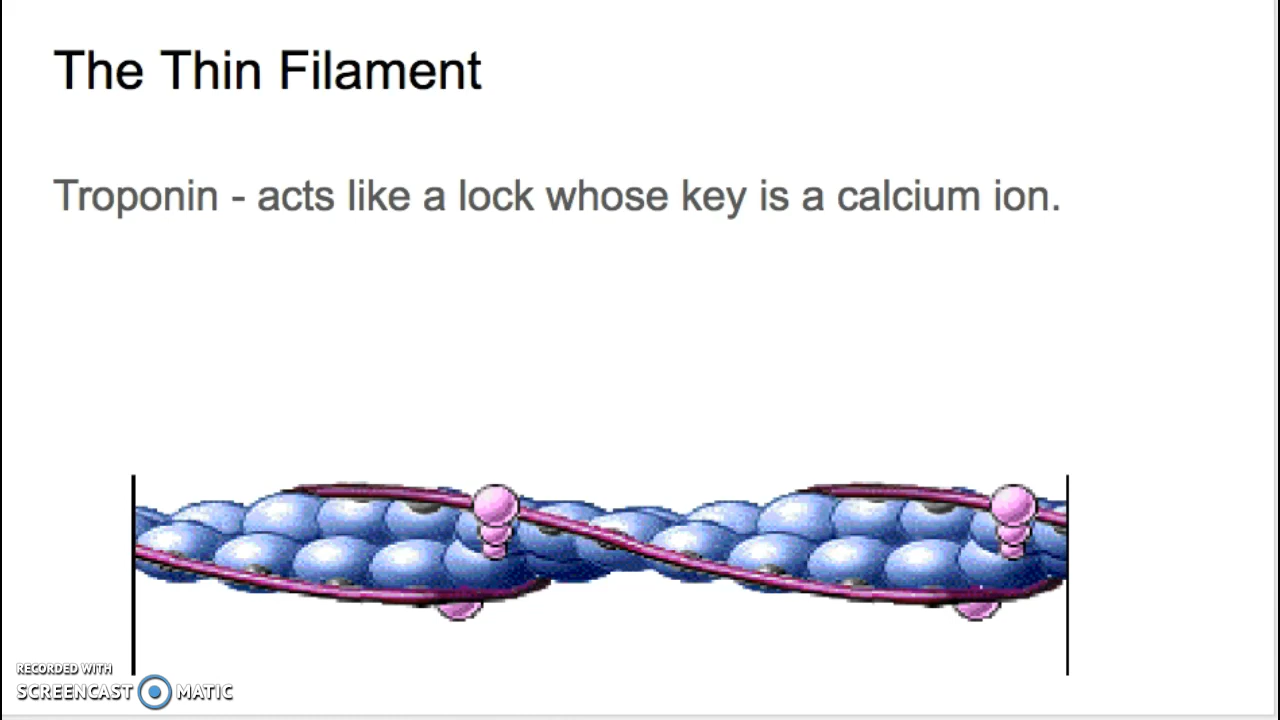 The Thin Filament
Troponin - acts like a lock whose key is a calcium ion.
RECORDED WITH
SCREENCAST MATIC